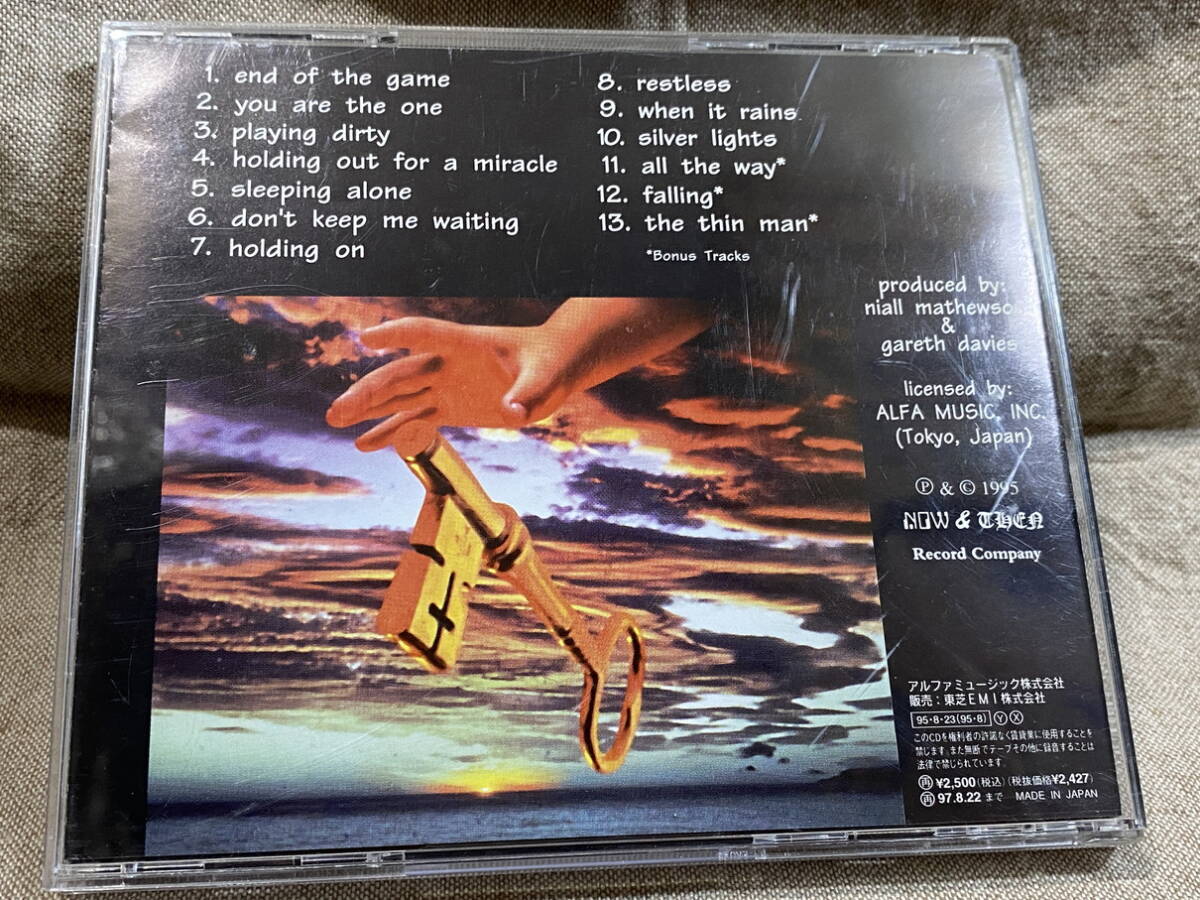 1. end of the game
2. you are the one
3. playing dirty
4. holding out for a miracle
5. sleeping alone
6. don't keep me waiting
7. holding on
8. restless
9. when it rains
10. silver lights
11. all the way*
12. falling*
13. the thin man*
*Bonus Tracks
produced by:
niall mathewson
&
gareth davies
licensed by:
ALFA MUSIC, INC.
(Tokyo, Japan)
Ⓟ & © 1995
NOW & THEN
Record Company
アルファミュージック株式会社
販売:東芝EMI株式会社
95・8・23(95・8) Ⓨ Ⓧ
このCDを権利者の許諾なく賃貸業に使用することを
禁じます。また無断でテープその他に録音することは
法律で禁じられています。
再 ¥2,500(税込)(税抜価格¥2,427)
再 97.8.22 まで MADE IN JAPAN